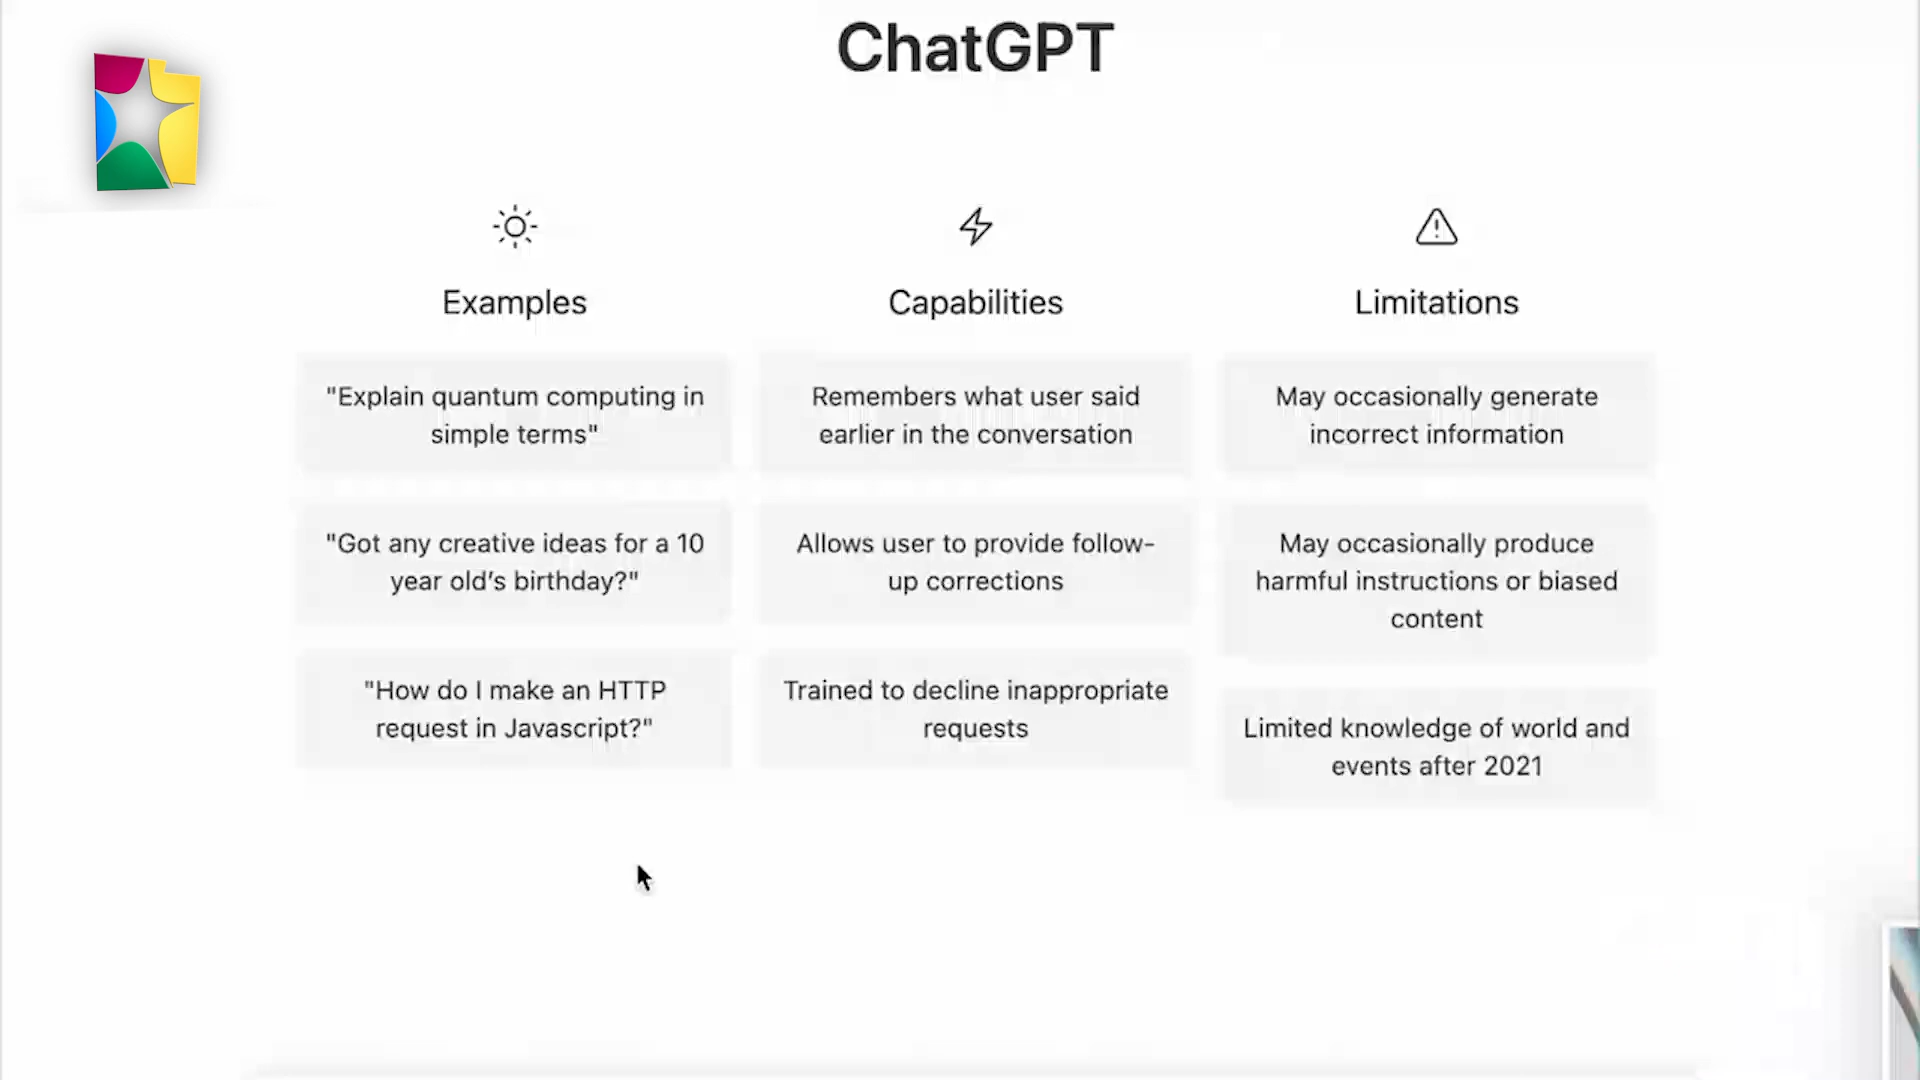 ChatGPT
Examples
"Explain quantum computing in
simple terms"
"Got any creative ideas for a 10
year old's birthday?"
"How do I make an HTTP
request in Javascript?"
Capabilities
Remembers what user said
earlier in the conversation
Allows user to provide follow-
up corrections
Trained to decline inappropriate
requests
Limitations
May occasionally generate
incorrect information
May occasionally produce
harmful instructions or biased
content
Limited knowledge of world and
events after 2021